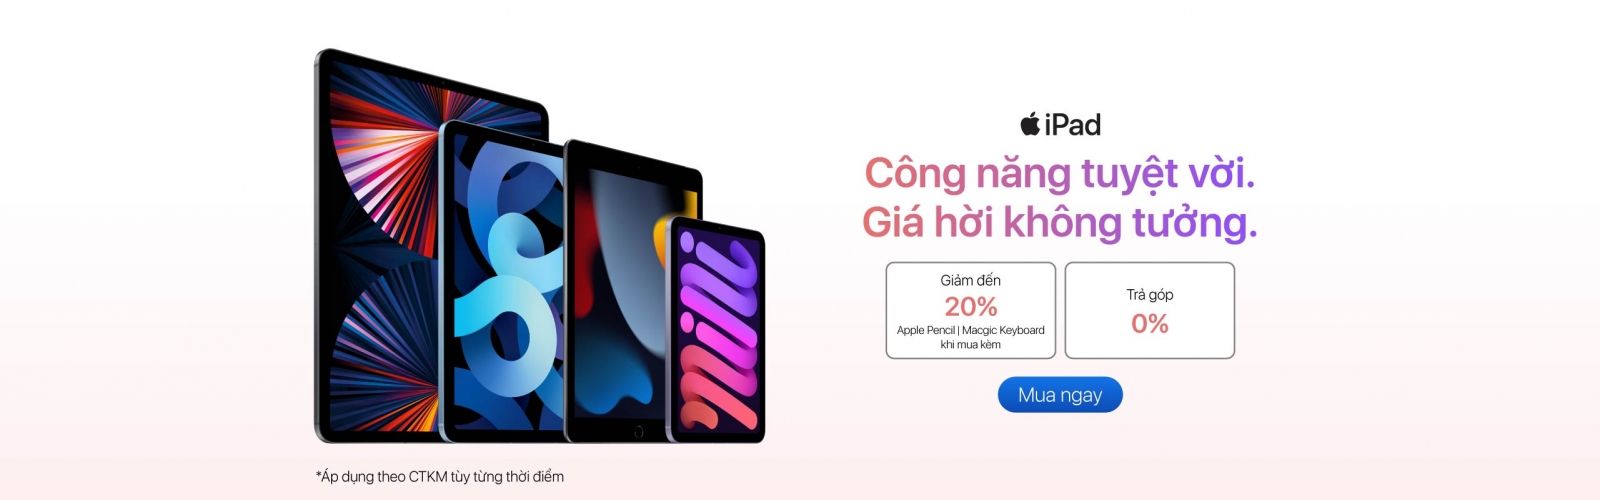 iPad
Công năng tuyệt vời.
Giá hời không tưởng.
Giảm đến
20%
Apple Pencil | Macgic Keyboard
khi mua kèm
Trả góp
0%
Mua ngay
mini
*Áp dụng theo CTKM tùy từng thời điểm